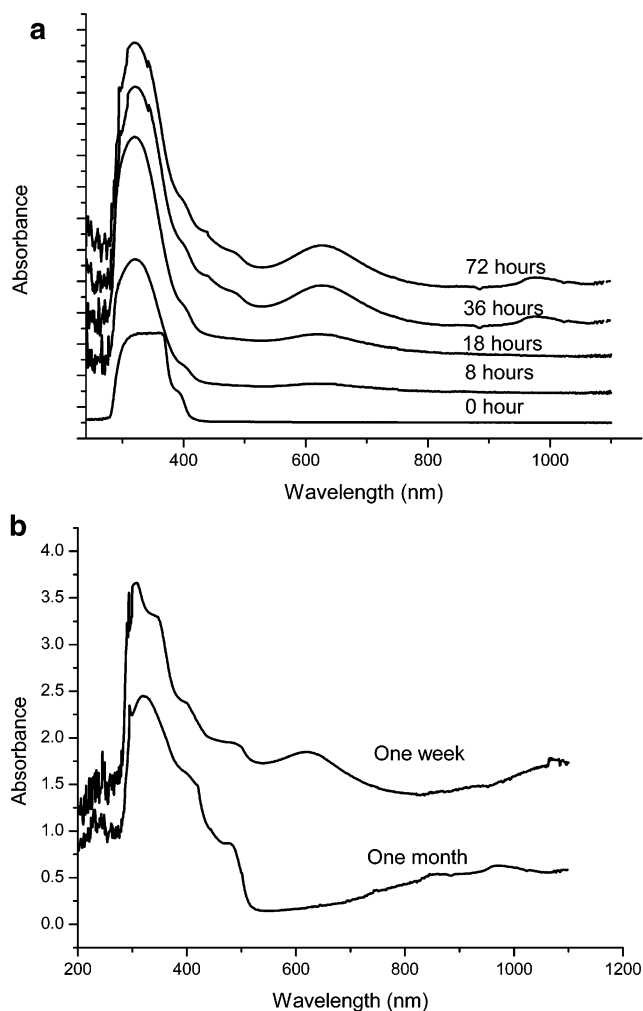 a
Absorbance
72 hours
36 hours
18 hours
8 hours
0 hour
400 600 800 1000
Wavelength (nm)
b
4.0
3.5
3.0
2.5
2.0
1.5
1.0
0.5
0.0
Absorbance
One week
One month
200 400 600 800 1000 1200
Wavelength (nm)